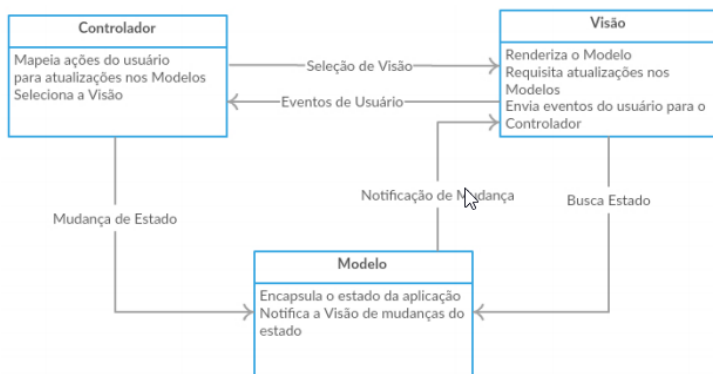 Controlador
Mapeia ações do usuário
para atualizações nos Modelos
Seleciona a Visão
Seleção de Visão
Eventos de Usuário
Visão
Renderiza o Modelo
Requisita atualizações nos
Modelos
Envia eventos do usuário para o
Controlador
Mudança de Estado
Notificação de Mudança
Busca Estado
Modelo
Encapsula o estado da aplicação
Notifica a Visão de mudanças do
estado